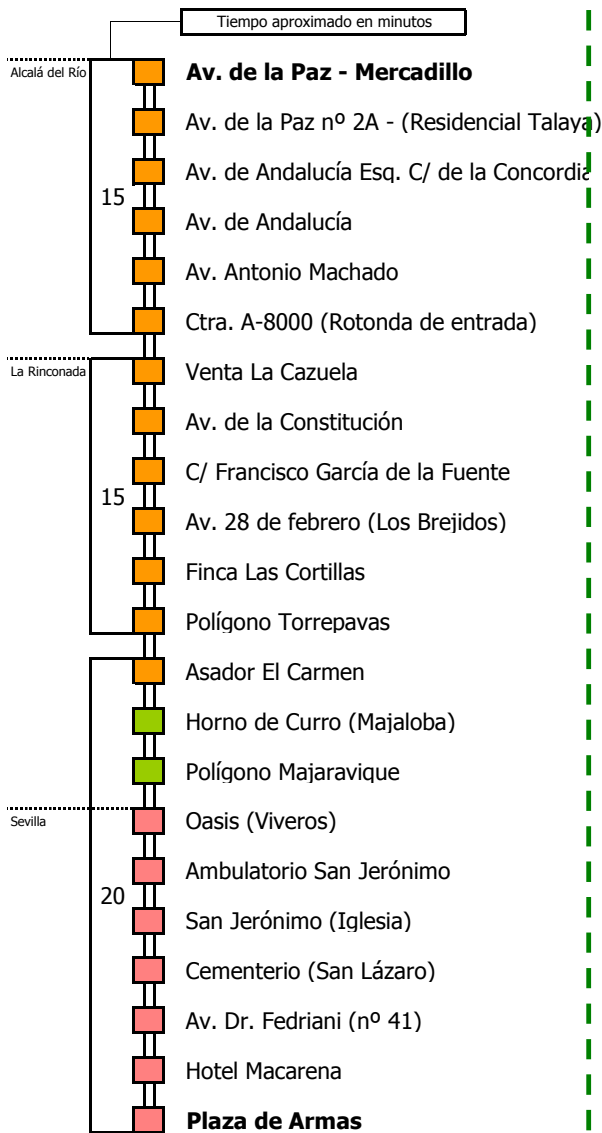 Tiempo aproximado en minutos
Alcalá del Río
Av. de la Paz - Mercadillo
Av. de la Paz nº 2A - (Residencial Talaya)
Av. de Andalucía Esq. C/ de la Concordia
15
Av. de Andalucía
Av. Antonio Machado
Ctra. A-8000 (Rotonda de entrada)
La Rinconada
Venta La Cazuela
Av. de la Constitución
C/ Francisco García de la Fuente
15
Av. 28 de febrero (Los Brejidos)
Finca Las Cortillas
Polígono Torrepavas
Asador El Carmen
Horno de Curro (Majaloba)
Polígono Majaravique
Sevilla
Oasis (Viveros)
Ambulatorio San Jerónimo
20
San Jerónimo (Iglesia)
Cementerio (San Lázaro)
Av. Dr. Fedriani (nº 41)
Hotel Macarena
Plaza de Armas